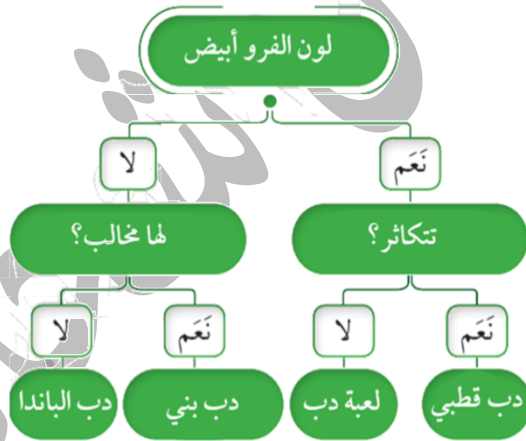 لون الفرو أبيض
نَعَم
لا
تتكاثر؟
لها مخالب؟
نَعَم
لا
نَعَم
لا
دب قطبي
لعبة دب
دب بني
دب الباندا